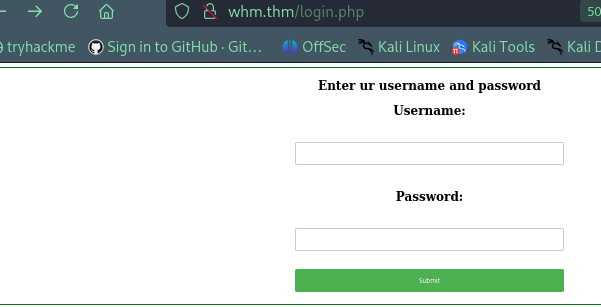 whm.thm/login.php
50
tryhackme
Sign in to GitHub · Git…
OffSec
Kali Linux
Kali Tools
Kali D
Enter ur username and password
Username:
Password:
Submit